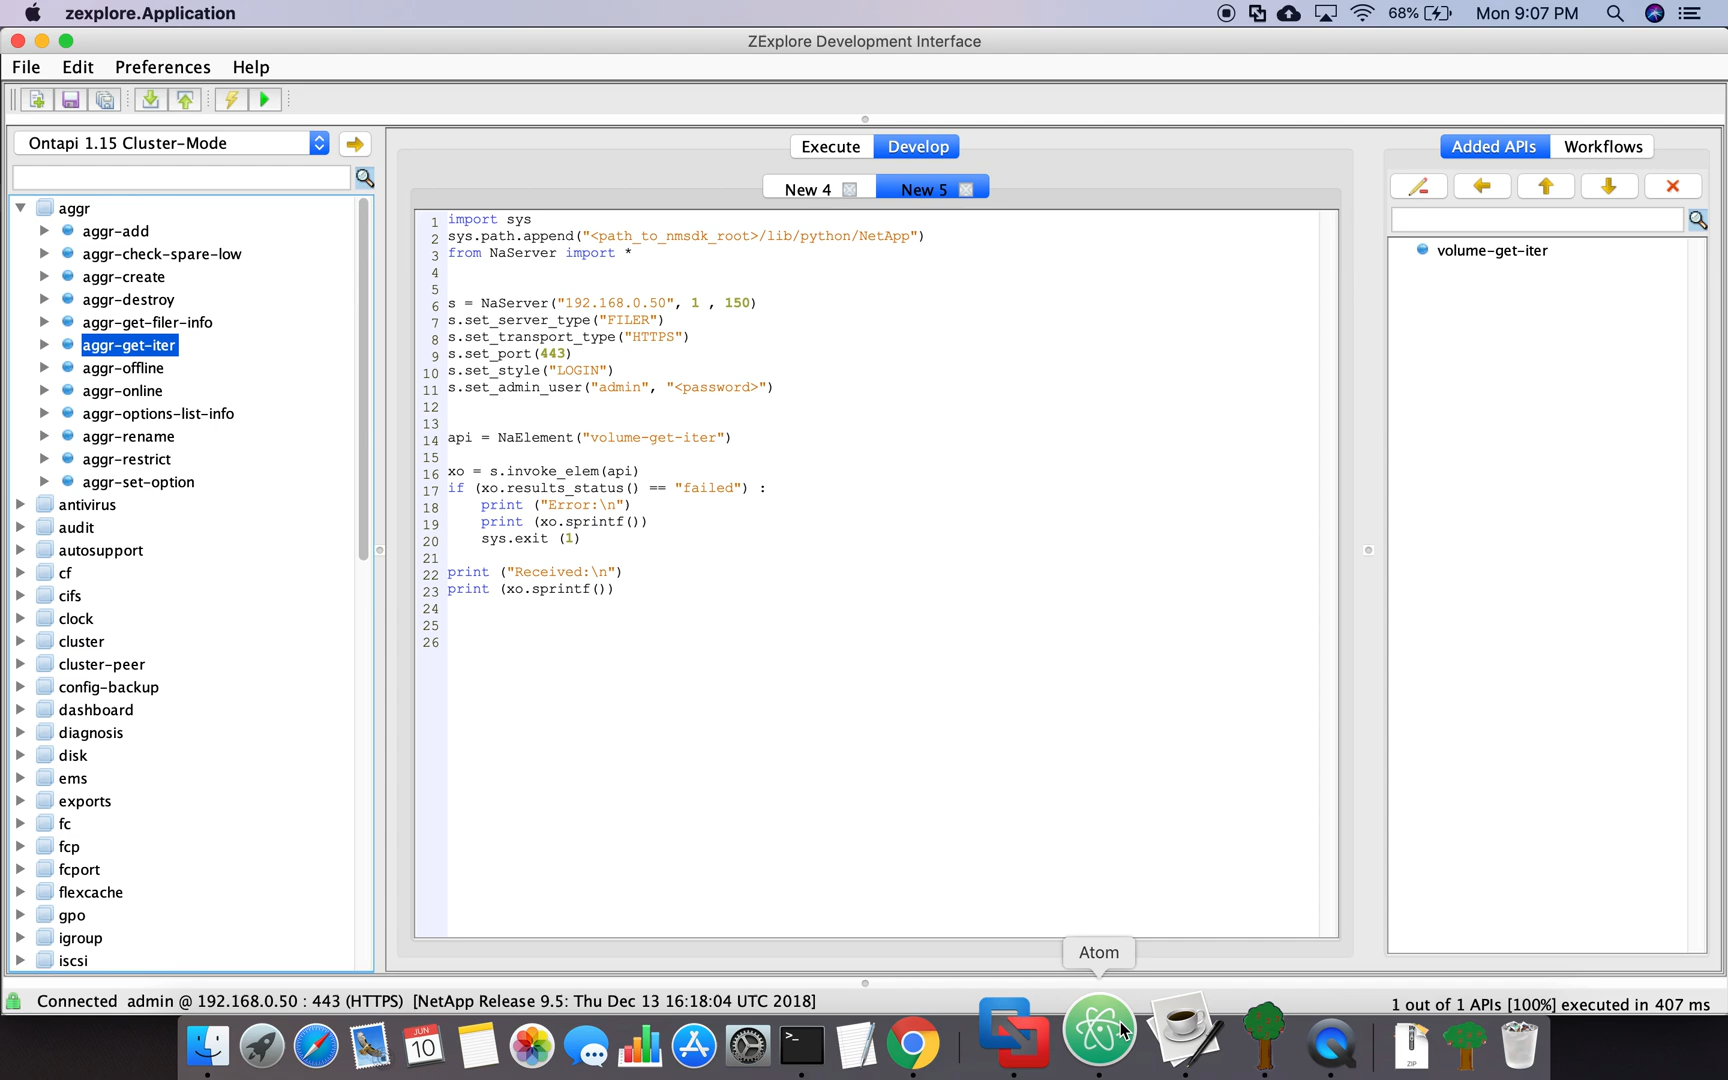 zexplore.Application
68%
Mon 9:07 PM
ZExplore Development Interface
File Edit Preferences Help
Ontapi 1.15 Cluster-Mode
aggr
aggr-add
aggr-check-spare-low
aggr-create
aggr-destroy
aggr-get-filer-info
aggr-get-iter
aggr-offline
aggr-online
aggr-options-list-info
aggr-rename
aggr-restrict
aggr-set-option
antivirus
audit
autosupport
cf
cifs
clock
cluster
cluster-peer
config-backup
dashboard
diagnosis
disk
ems
exports
fc
fcp
fcport
flexcache
gpo
igroup
iscsi
Execute Develop
New 4 New 5
1 import sys
2 sys.path.append("<path_to_nmsdk_root>/lib/python/NetApp")
3 from NaServer import *
4
5
6 s = NaServer("192.168.0.50", 1 , 150)
7 s.set_server_type("FILER")
8 s.set_transport_type("HTTPS")
9 s.set_port(443)
10 s.set_style("LOGIN")
11 s.set_admin_user("admin", "<password>")
12
13
14 api = NaElement("volume-get-iter")
15
16 xo = s.invoke_elem(api)
17 if (xo.results_status() == "failed") :
18 print ("Error:\n")
19 print (xo.sprintf())
20 sys.exit (1)
21
22 print ("Received:\n")
23 print (xo.sprintf())
24
25
26
Added APIs Workflows
volume-get-iter
Atom
Connected admin @ 192.168.0.50 : 443 (HTTPS) [NetApp Release 9.5: Thu Dec 13 16:18:04 UTC 2018]
1 out of 1 APIs [100%] executed in 407 ms
JUN
10
>_
ZIP